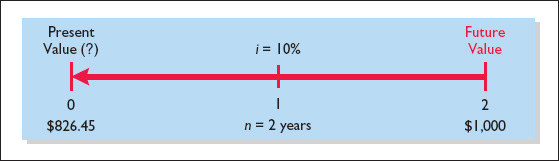 Present
Value (?)
i = 10%
Future
Value
0
1
2
$826.45
n = 2 years
$1,000